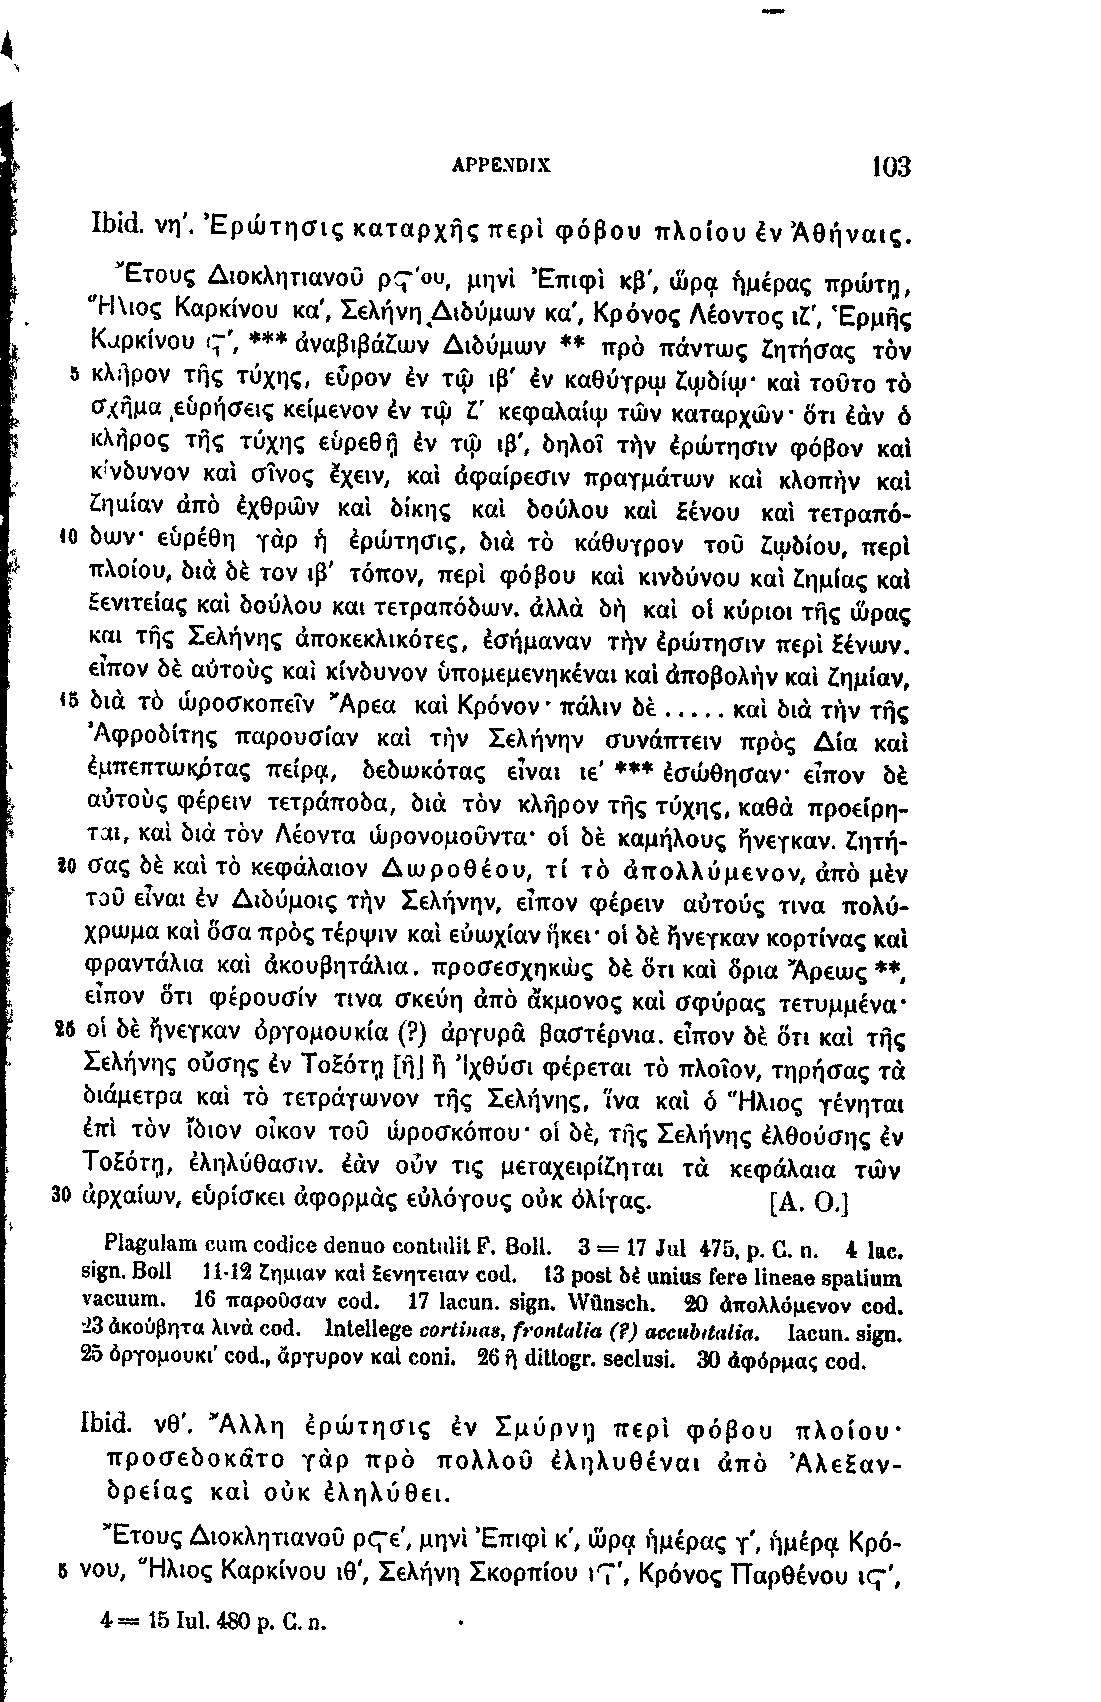 APPENDIX 103
Ibid. νη'. Ἐρώτησις καταρχῆς περὶ φόβου πλοίου ἐν Ἀθήναις.
Ἔτους Διοκλητιανοῦ ρϟ'ου, μηνὶ Ἐπιφὶ κβ', ὥρᾳ ἡμέρας πρώτῃ,
Ἥλιος Καρκίνου κα', Σελήνη Διδύμων κα', Κρόνος Λέοντος ιζ', Ἑρμῆς
Καρκίνου ϛ', *** ἀναβιβάζων Διδύμων ** πρὸ πάντως ζητήσας τὸν
5 κλῆρον τῆς τύχης, εὗρον ἐν τῷ ιβ' ἐν καθύγρῳ ζῳδίῳ· καὶ τοῦτο τὸ
σχῆμα εὑρήσεις κείμενον ἐν τῷ ζ' κεφαλαίῳ τῶν καταρχῶν· ὅτι ἐὰν ὁ
κλῆρος τῆς τύχης εὑρεθῇ ἐν τῷ ιβ', δηλοῖ τὴν ἐρώτησιν φόβον καὶ
κίνδυνον καὶ σῖνος ἔχειν, καὶ ἀφαίρεσιν πραγμάτων καὶ κλοπὴν καὶ
ζημίαν ἀπὸ ἐχθρῶν καὶ δίκης καὶ δούλου καὶ ξένου καὶ τετραπό-
10 δων· εὑρέθη γὰρ ἡ ἐρώτησις, διὰ τὸ κάθυγρον τοῦ ζῳδίου, περὶ
πλοίου, διὰ δὲ τον ιβ' τόπον, περὶ φόβου καὶ κινδύνου καὶ ζημίας καὶ
ξενιτείας καὶ δούλου και τετραπόδων. ἀλλὰ δὴ καὶ οἱ κύριοι τῆς ὥρας
και τῆς Σελήνης ἀποκεκλικότες, ἐσήμαναν τὴν ἐρώτησιν περὶ ξένων.
εἶπον δὲ αὐτοὺς καὶ κίνδυνον ὑπομεμενηκέναι καὶ ἀποβολὴν καὶ ζημίαν,
15 διὰ τὸ ὡροσκοπεῖν Ἄρεα καὶ Κρόνον· πάλιν δὲ ..... καὶ διὰ τὴν τῆς
Ἀφροδίτης παρουσίαν καὶ τὴν Σελήνην συνάπτειν πρὸς Δία καὶ
ἐμπεπτωκότας πείρᾳ, δεδωκότας εἶναι ιε' *** ἐσώθησαν· εἶπον δὲ
αὐτοὺς φέρειν τετράποδα, διὰ τὸν κλῆρον τῆς τύχης, καθὰ προείρη-
ται, καὶ διὰ τὸν Λέοντα ὡρονομοῦντα· οἱ δὲ καμήλους ἤνεγκαν. ζητή-
20 σας δὲ καὶ τὸ κεφάλαιον Δωροθέου, τί τὸ ἀπολλύμενον, ἀπὸ μὲν
τοῦ εἶναι ἐν Διδύμοις τὴν Σελήνην, εἶπον φέρειν αὐτούς τινα πολύ-
χρωμα καὶ ὅσα πρὸς τέρψιν καὶ εὐωχίαν ἥκει· οἱ δὲ ἤνεγκαν κορτίνας καὶ
φραντάλια καὶ ἀκουβητάλια. προσεσχηκὼς δὲ ὅτι καὶ ὅρια Ἄρεως **,
εἶπον ὅτι φέρουσίν τινα σκεύη ἀπὸ ἄκμονος καὶ σφύρας τετυμμένα·
25 οἱ δὲ ἤνεγκαν ὀργομουκία (?) ἀργυρᾶ βαστέρνια. εἶπον δὲ ὅτι καὶ τῆς
Σελήνης οὔσης ἐν Τοξότῃ [ῆ] ἢ Ἰχθύσι φέρεται τὸ πλοῖον, τηρήσας τὰ
διάμετρα καὶ τὸ τετράγωνον τῆς Σελήνης, ἵνα καὶ ὁ Ἥλιος γένηται
ἐπὶ τὸν ἴδιον οἶκον τοῦ ὡροσκόπου· οἱ δὲ, τῆς Σελήνης ἐλθούσης ἐν
Τοξότῃ, ἐληλύθασιν. ἐὰν οὖν τις μεταχειρίζηται τὰ κεφάλαια τῶν
30 ἀρχαίων, εὑρίσκει ἀφορμὰς εὐλόγους οὐκ ὀλίγας. [A. O.]
Plagulam cum codice denuo contulit F. Boll. 3 = 17 Jul 475, p. C. n. 4 lac.
sign. Boll 11-12 ζημιαν καὶ ξενητειαν cod. 13 post δὲ unius fere lineae spatium
vacuum. 16 παροῦσαν cod. 17 lacun. sign. Wünsch. 20 ἀπολλόμενον cod.
23 ἀκούβητα λινὰ cod. Intellege cortinas, frontalia (?) accubitalia. lacun. sign.
25 ὀργομουκι' cod., ἄργυρον καὶ coni. 26 ῆ dittogr. seclusi. 30 ἀφόρμας cod.
Ibid. νθ'. Ἄλλη ἐρώτησις ἐν Σμύρνῃ περὶ φόβου πλοίου·
προσεδοκᾶτο γὰρ πρὸ πολλοῦ ἐληλυθέναι ἀπὸ Ἀλεξαν-
δρείας καὶ οὐκ ἐληλύθει.
Ἔτους Διοκλητιανοῦ ρϟε', μηνὶ Ἐπιφὶ κ', ὥρᾳ ἡμέρας γ', ἡμέρᾳ Κρό-
5 νου, Ἥλιος Καρκίνου ιθ', Σελήνη Σκορπίου ιϛ', Κρόνος Παρθένου ιϛ',
4 = 15 Iul. 480 p. C. n.